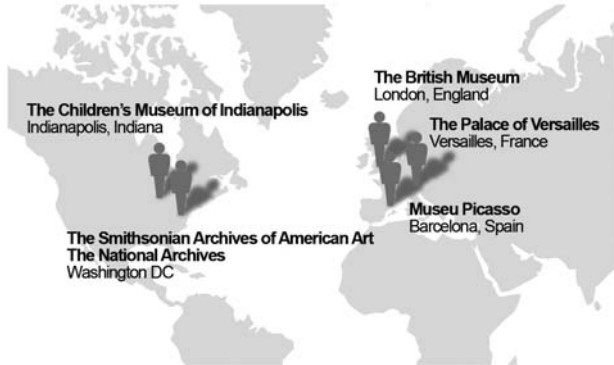 The British Museum
London, England
The Children's Museum of Indianapolis
Indianapolis, Indiana
The Palace of Versailles
Versailles, France
Museu Picasso
Barcelona, Spain
The Smithsonian Archives of American Art
The National Archives
Washington DC